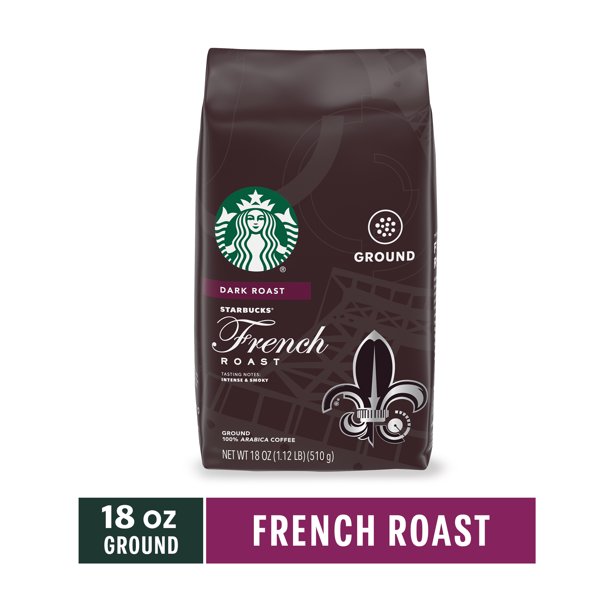 GROUND
DARK ROAST
STARBUCKS®
French
ROAST
TASTING NOTES:
INTENSE & SMOKY
GROUND
100% ARABICA COFFEE
NET WT 18 OZ (1.12 LB) (510 g)
18 oz
GROUND
FRENCH ROAST